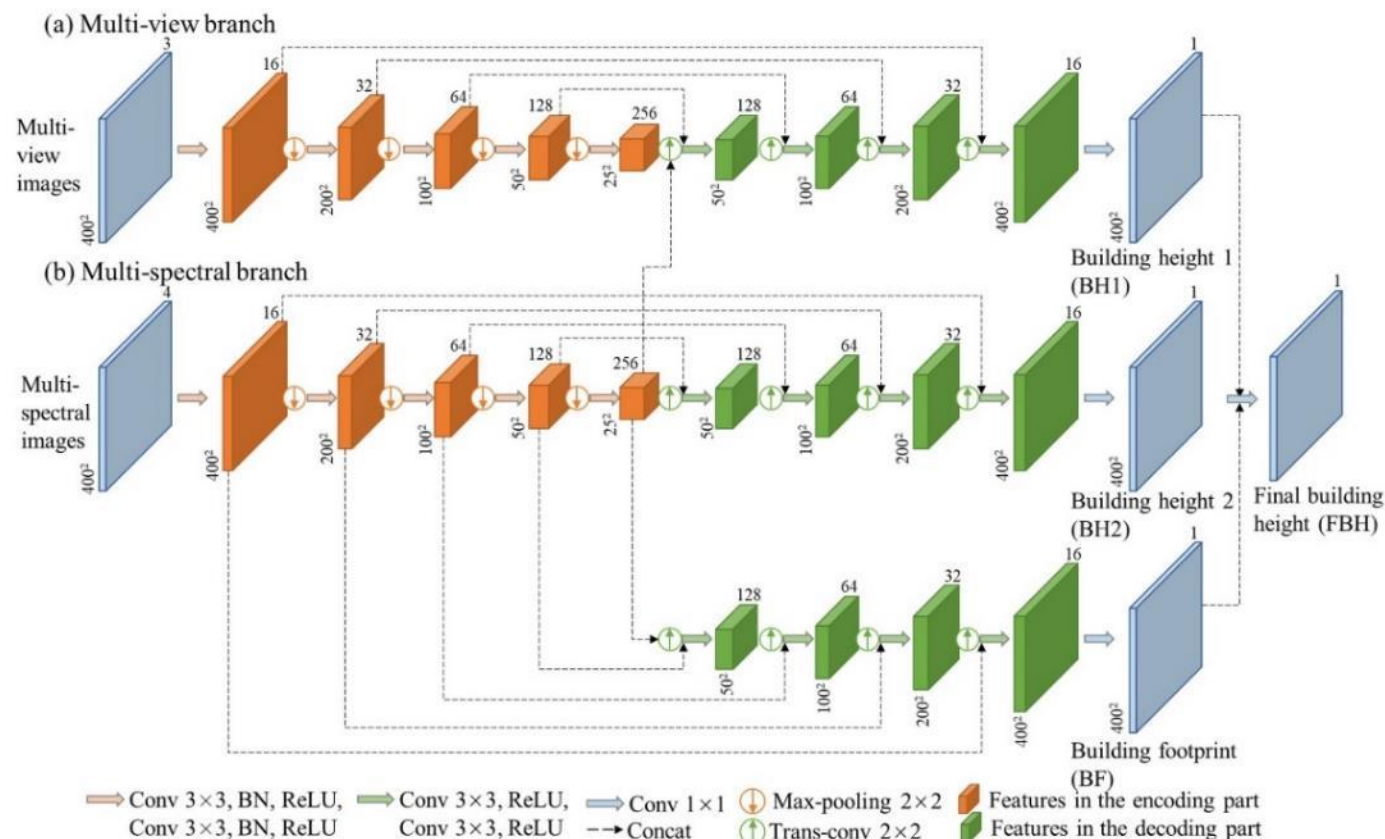 (a) Multi-view branch
3
16
32
64
128
256
128
64
32
16
1
Multi-
view
images
400²
400²
200²
100²
50²
25²
50²
100²
200²
400²
400²
Building height 1
(BH1)
(b) Multi-spectral branch
4
16
32
64
128
256
128
64
32
16
1
1
Multi-
spectral
images
400²
400²
200²
100²
50²
25²
50²
100²
200²
400²
400²
Building height 2
(BH2)
Final building
height (FBH)
128
64
32
16
1
50²
100²
200²
400²
400²
Building footprint
(BF)
Conv 3×3, BN, ReLU,
Conv 3×3, BN, ReLU
Conv 3×3, ReLU,
Conv 3×3, ReLU
Conv 1×1
Concat
Max-pooling 2×2
Trans-conv 2×2
Features in the encoding part
Features in the decoding part